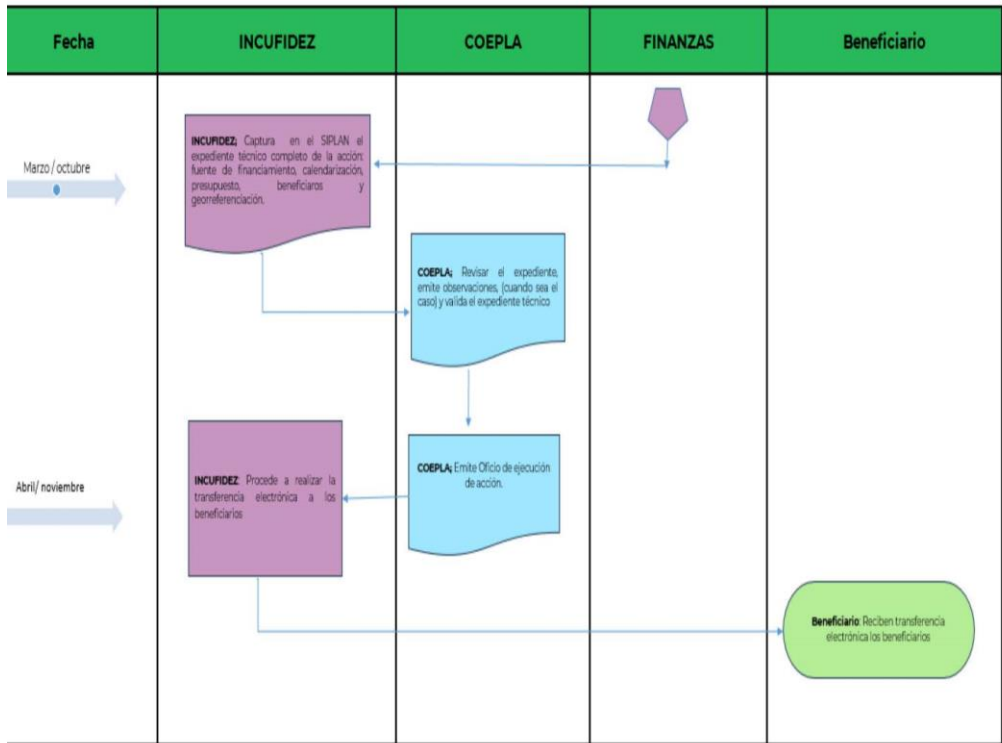 Fecha
INCUFIDEZ
COEPLA
FINANZAS
Beneficiario
Marzo / octubre
INCUFIDEZ; Captura en el SIPLAN el
expediente técnico completo de la acción:
fuente de financiamiento, calendarización,
presupuesto, beneficiaros y
georreferenciación.
COEPLA; Revisar el expediente,
emite observaciones, (cuando sea el
caso) y valida el expediente técnico
Abril/ noviembre
INCUFIDEZ: Procede a realizar la
transferencia electrónica a los
beneficiarios
COEPLA; Emite Oficio de ejecución
de acción.
Beneficiario: Reciben transferencia
electrónica los beneficiarios